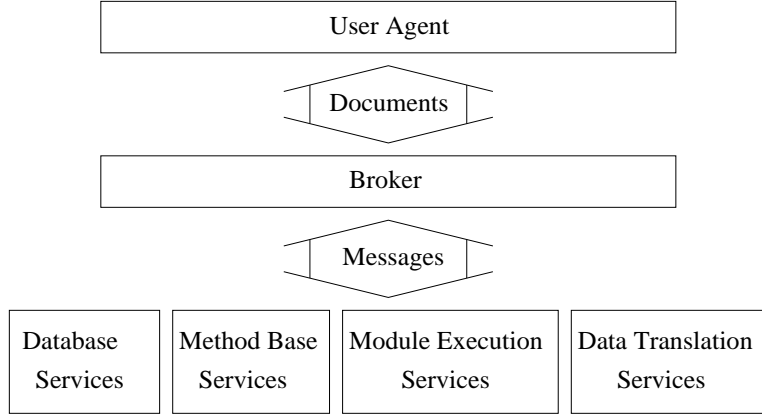 User Agent
Documents
Broker
Messages
Database
Services
Method Base
Services
Module Execution
Services
Data Translation
Services